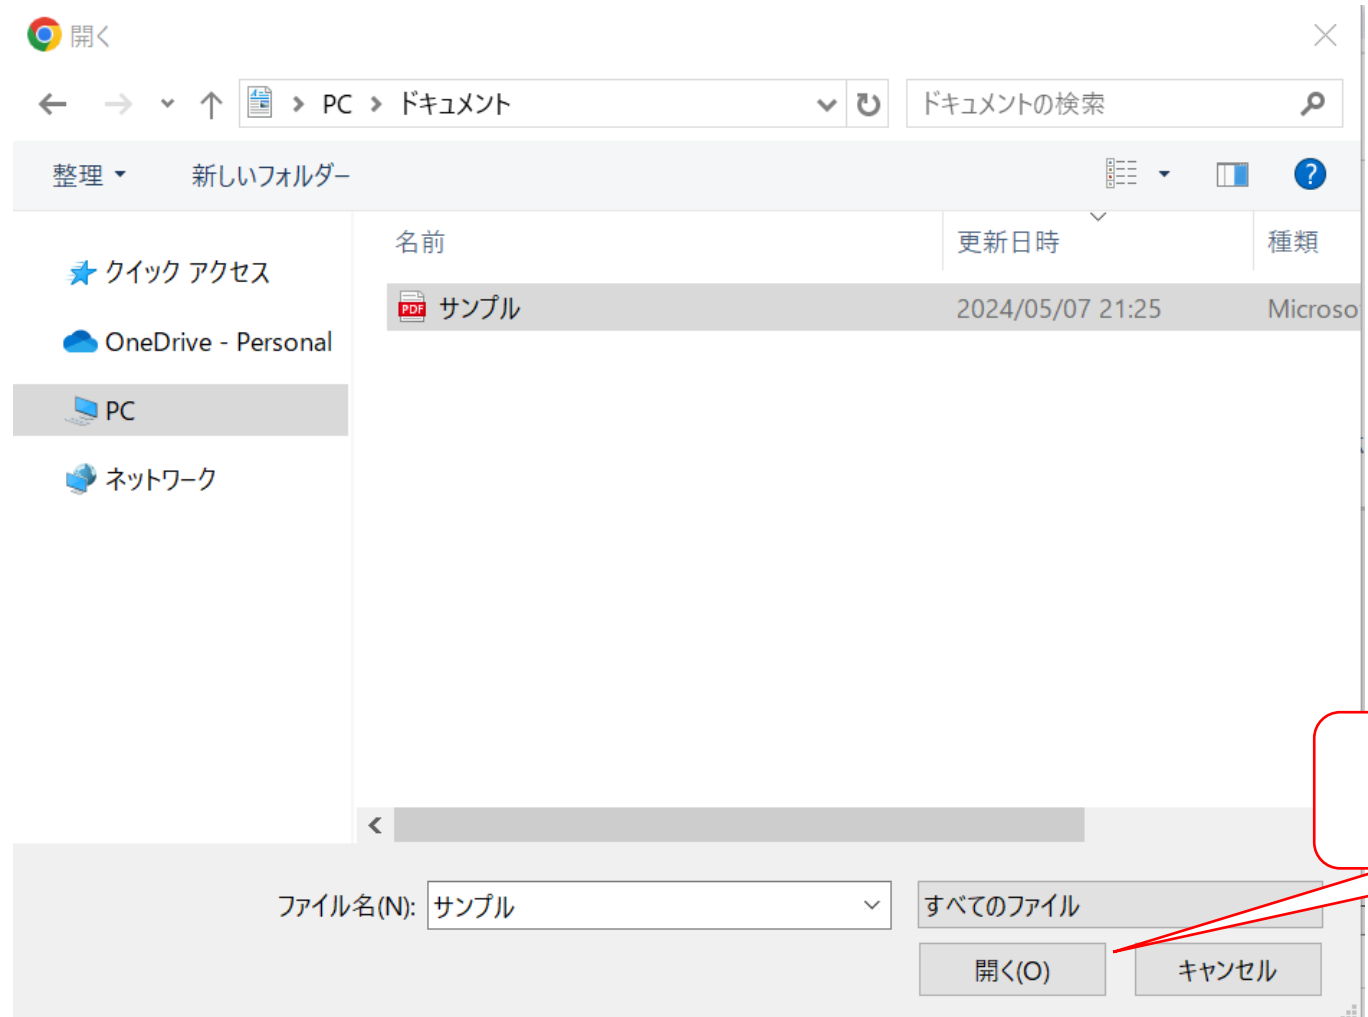 開く
PC ドキュメント
ドキュメントの検索
整理
新しいフォルダー
?
名前
更新日時
種類
クイック アクセス
PDF サンプル
2024/05/07 21:25
Microso
OneDrive - Personal
PC
ネットワーク
ファイル名(N): サンプル
すべてのファイル
開く(O)
キャンセル